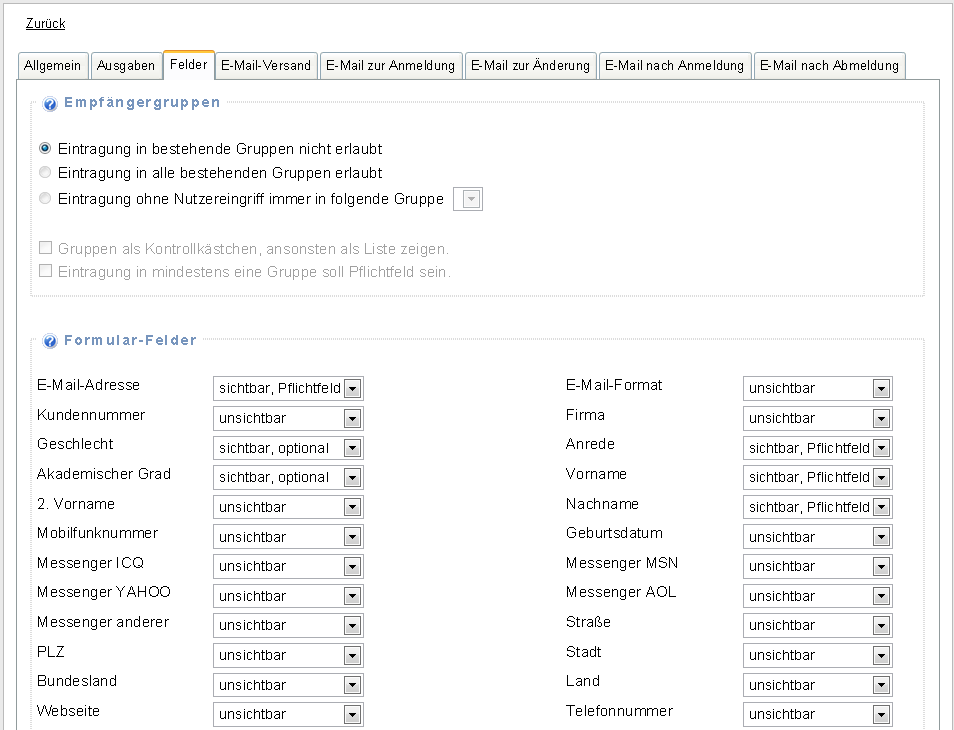 Zurück
Allgemein Ausgaben Felder E-Mail-Versand E-Mail zur Anmeldung E-Mail zur Änderung E-Mail nach Anmeldung E-Mail nach Abmeldung
Empfängergruppen
Eintragung in bestehende Gruppen nicht erlaubt
Eintragung in alle bestehenden Gruppen erlaubt
Eintragung ohne Nutzereingriff immer in folgende Gruppe
Gruppen als Kontrollkästchen, ansonsten als Liste zeigen.
Eintragung in mindestens eine Gruppe soll Pflichtfeld sein.
Formular-Felder
E-Mail-Adresse sichtbar, Pflichtfeld E-Mail-Format unsichtbar
Kundennummer unsichtbar Firma unsichtbar
Geschlecht sichtbar, optional Anrede sichtbar, Pflichtfeld
Akademischer Grad sichtbar, optional Vorname sichtbar, Pflichtfeld
2. Vorname unsichtbar Nachname sichtbar, Pflichtfeld
Mobilfunknummer unsichtbar Geburtsdatum unsichtbar
Messenger ICQ unsichtbar Messenger MSN unsichtbar
Messenger YAHOO unsichtbar Messenger AOL unsichtbar
Messenger anderer unsichtbar Straße unsichtbar
PLZ unsichtbar Stadt unsichtbar
Bundesland unsichtbar Land unsichtbar
Webseite unsichtbar Telefonnummer unsichtbar